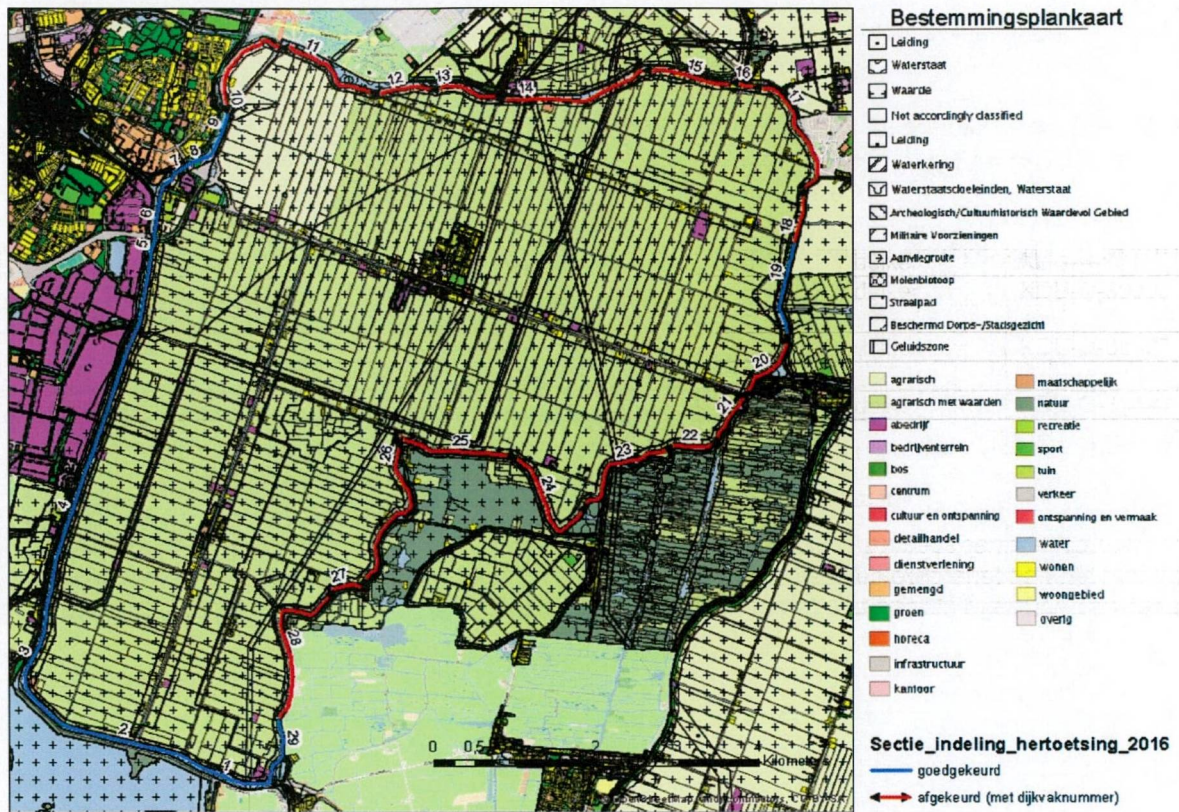 Bestemmingsplankaart
Leiding
Waterstaat
Waarde
Not accordingly classified
Leiding
Waterkering
Waterstaatsdoeleinden, Waterstaat
Archeologisch/Cultuurhistorisch Waardevol Gebied
Militaire Voorzieningen
Aanvliegroute
Molenbiotoop
Straalpad
Beschermd Dorps-/Stadsgezicht
Geluidszone
agrarisch
agrarisch met waarden
abedrijf
bedrijventerrein
bos
centrum
cultuur en ontspanning
detailhandel
dienstverlening
gemengd
groen
horeca
infrastructuur
kantoor
maatschappelijk
natuur
recreatie
sport
tuin
verkeer
ontspanning en vermaak
water
wonen
woongebied
overig
Sectie_indeling_hertoetsing_2016
goedgekeurd
afgekeurd (met dijkvaknummer)
1
2
3
4
5
6
7
8
9
10
11
12
13
14
15
16
17
18
19
20
21
22
23
24
25
26
27
28
29
0 0,5 2 3 4
Kilometers